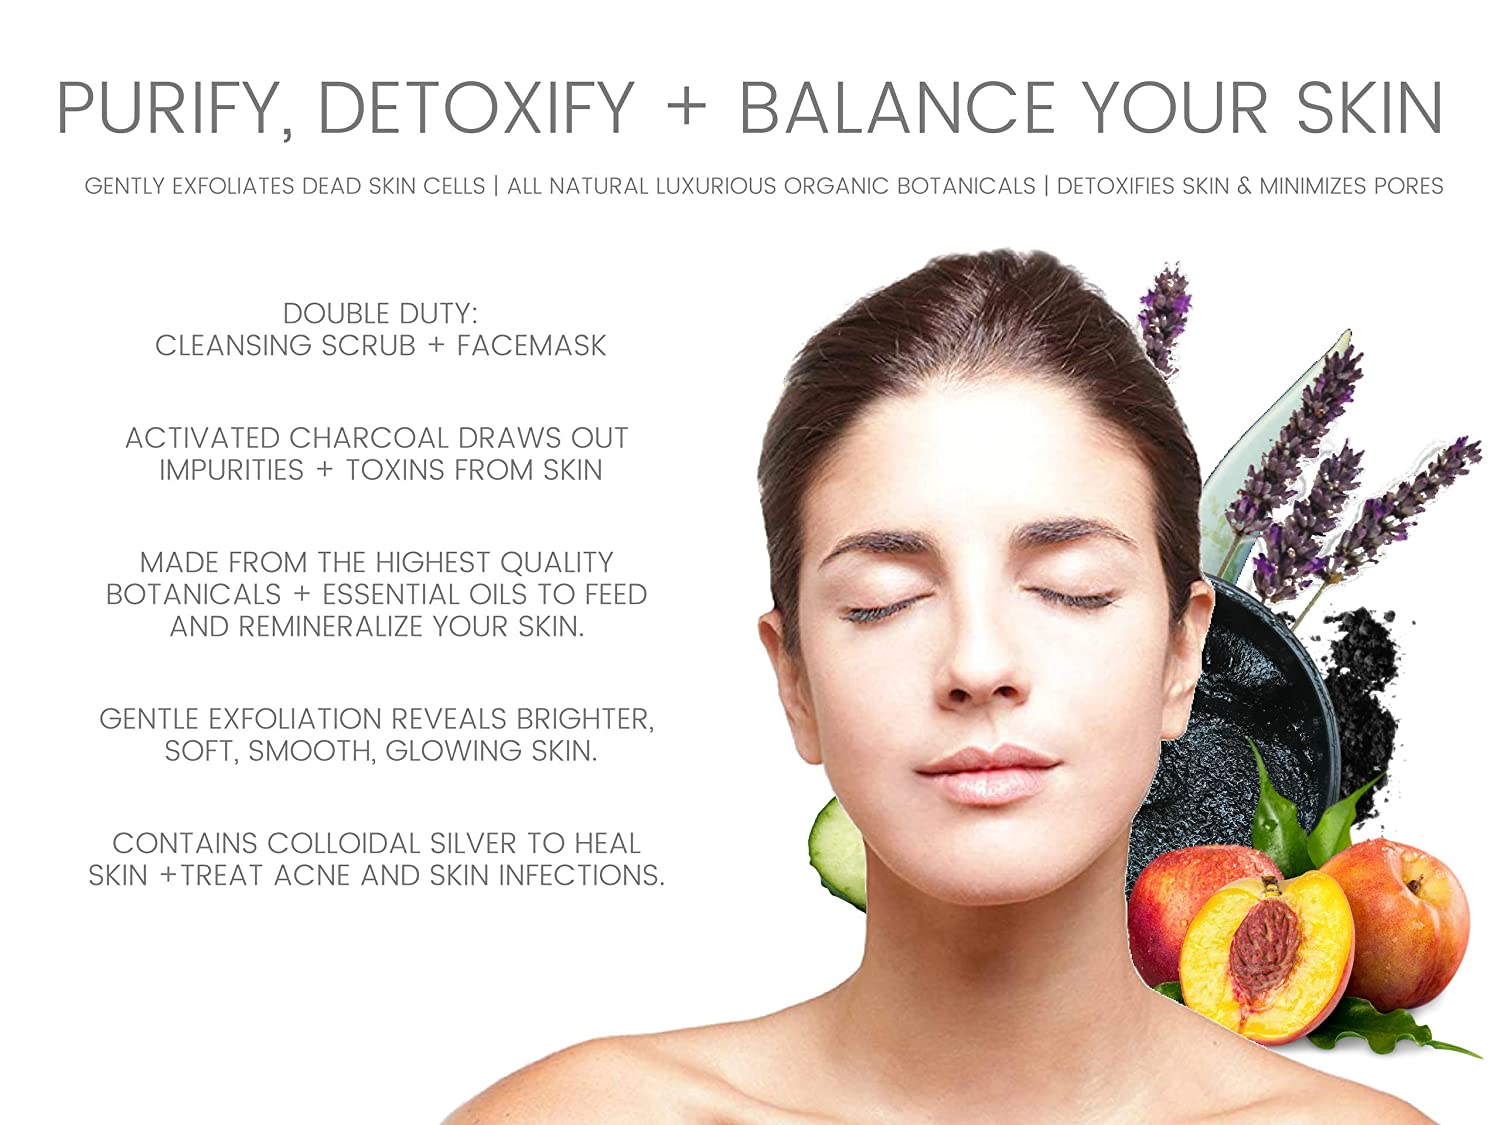 PURIFY, DETOXIFY + BALANCE YOUR SKIN
GENTLY EXFOLIATES DEAD SKIN CELLS | ALL NATURAL LUXURIOUS ORGANIC BOTANICALS | DETOXIFIES SKIN & MINIMIZES PORES
DOUBLE DUTY:
CLEANSING SCRUB + FACEMASK
ACTIVATED CHARCOAL DRAWS OUT
IMPURITIES + TOXINS FROM SKIN
MADE FROM THE HIGHEST QUALITY
BOTANICALS + ESSENTIAL OILS TO FEED
AND REMINERALIZE YOUR SKIN.
GENTLE EXFOLIATION REVEALS BRIGHTER,
SOFT, SMOOTH, GLOWING SKIN.
CONTAINS COLLOIDAL SILVER TO HEAL
SKIN +TREAT ACNE AND SKIN INFECTIONS.